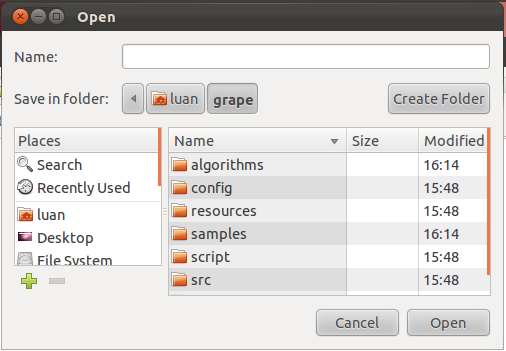 Open
Name:
Save in folder: luan grape Create Folder
Places Name Size Modified
Search algorithms 16:14
Recently Used config 15:48
resources 15:48
luan samples 16:14
Desktop script 15:48
File System src 15:48
Cancel Open